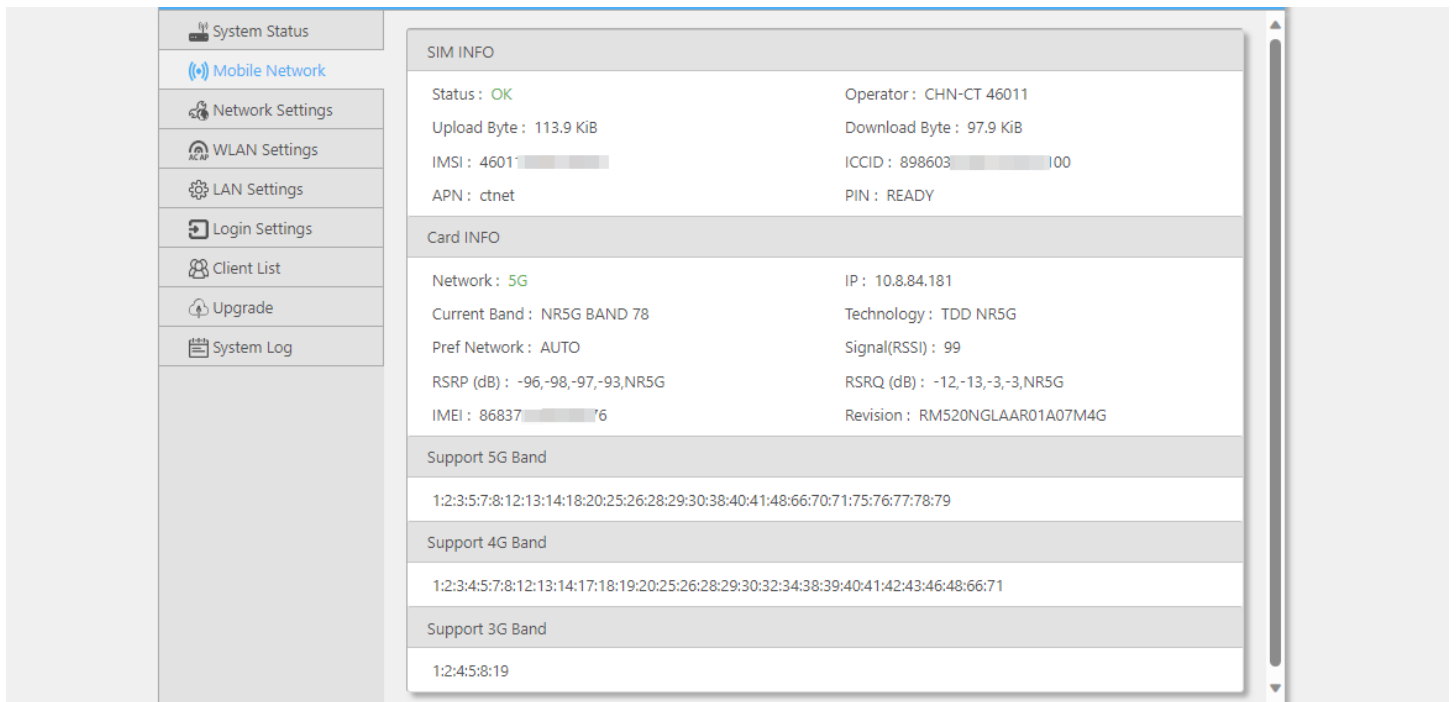 System Status
Mobile Network
Network Settings
WLAN Settings
LAN Settings
Login Settings
Client List
Upgrade
System Log
SIM INFO
Status : OK
Operator : CHN-CT 46011
Upload Byte : 113.9 KiB
Download Byte : 97.9 KiB
IMSI : 4601
ICCID : 898603 100
APN : ctnet
PIN : READY
Card INFO
Network : 5G
IP : 10.8.84.181
Current Band : NR5G BAND 78
Technology : TDD NR5G
Pref Network : AUTO
Signal(RSSI) : 99
RSRP (dB) : -96,-98,-97,-93,NR5G
RSRQ (dB) : -12,-13,-3,-3,NR5G
IMEI : 86837 76
Revision : RM520NGLAAR01A07M4G
Support 5G Band
1:2:3:5:7:8:12:13:14:18:20:25:26:28:29:30:38:40:41:48:66:70:71:75:76:77:78:79
Support 4G Band
1:2:3:4:5:7:8:12:13:14:17:18:19:20:25:26:28:29:30:32:34:38:39:40:41:42:43:46:48:66:71
Support 3G Band
1:2:4:5:8:19